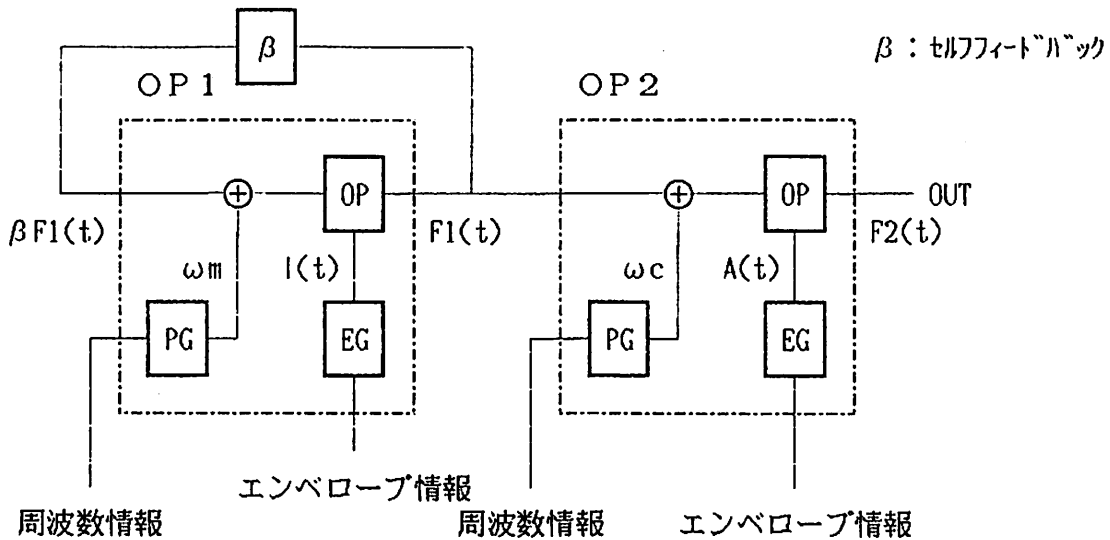 β
β : セルフフィードバック
OP1
OP2
OP
OP
OUT
βF1(t)
F1(t)
F2(t)
ωm
I(t)
ωc
A(t)
PG
EG
PG
EG
エンベロープ情報
周波数情報
周波数情報
エンベロープ情報